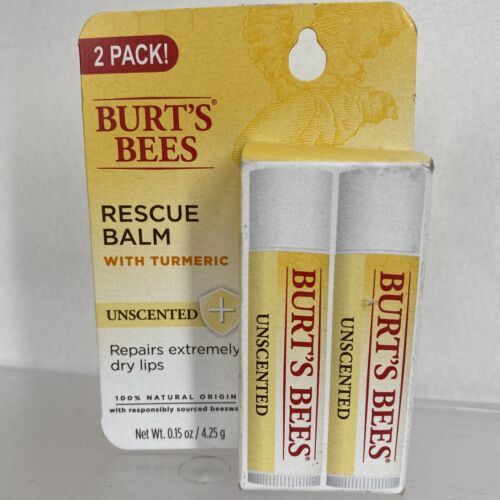 2 PACK!
BURT'S
BEES®
RESCUE
BALM
WITH TURMERIC
UNSCENTED
Repairs extremely
dry lips
100% NATURAL ORIGIN
with responsibly sourced
Net Wt. 0.15 oz / 4.25 g
BURT'S BEES®
UNSCENTED
BURT'S BEES®
UNSCENTED